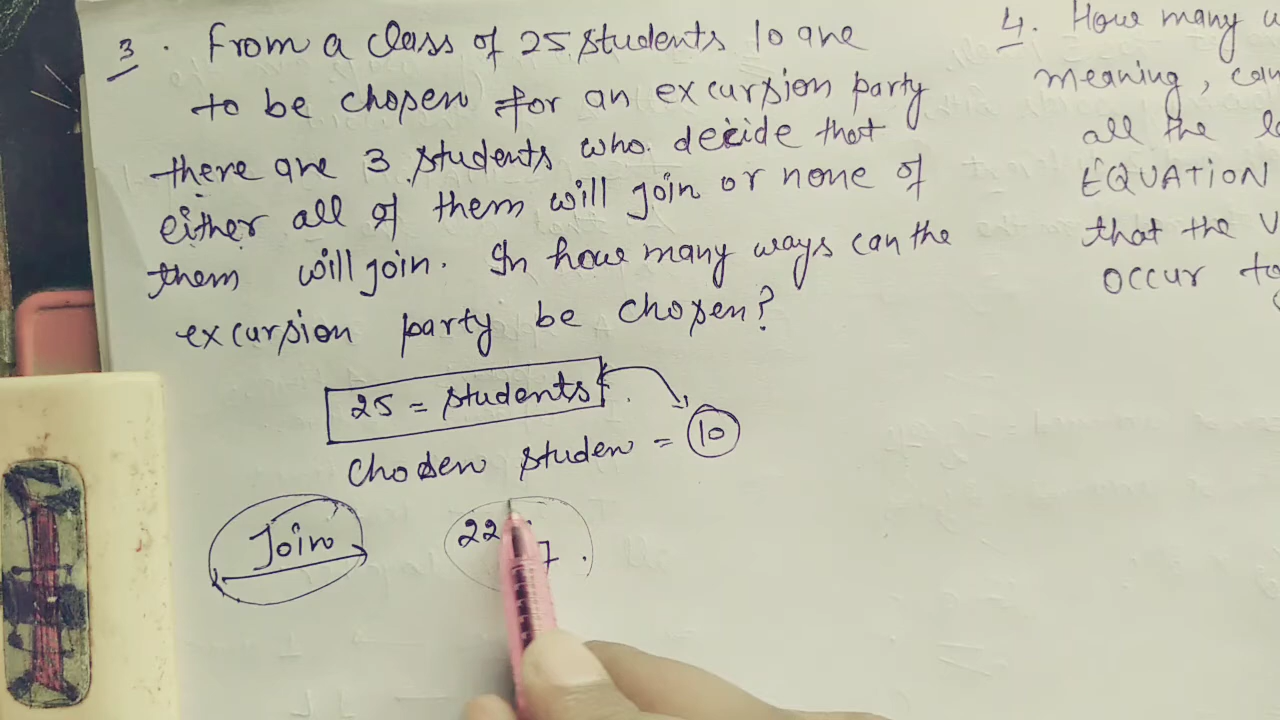 3. From a class of 25 students 10 are
to be chosen for an excursion party
there are 3 students who decide that
either all of them will join or none of
them will join. In how many ways can the
excursion party be chosen?
25 = students
chosen studen = 10
Join 22 7
4. How many
meaning, can
all the
EQUATION
that the
occur